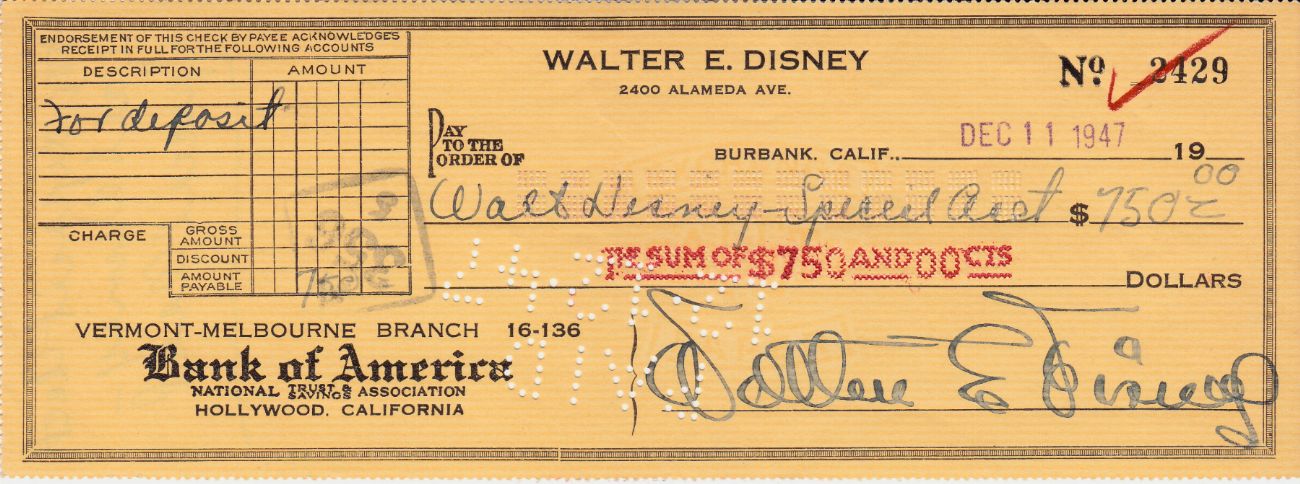 ENDORSEMENT OF THIS CHECK BY PAYEE ACKNOWLEDGES
RECEIPT IN FULL FOR THE FOLLOWING ACCOUNTS
DESCRIPTION AMOUNT
For deposit
CHARGE
GROSS AMOUNT
DISCOUNT
AMOUNT PAYABLE
WALTER E. DISNEY
2400 ALAMEDA AVE.
Nº 2429
PAY TO THE ORDER OF
BURBANK, CALIF., DEC 11 1947 19
Walt Disney - Special Acct $ 750 00
THE SUM OF $750 AND 00 CTS
DOLLARS
VERMONT-MELBOURNE BRANCH 16-136
Bank of America
NATIONAL TRUST & SAVINGS ASSOCIATION
HOLLYWOOD, CALIFORNIA
Walter E Disney